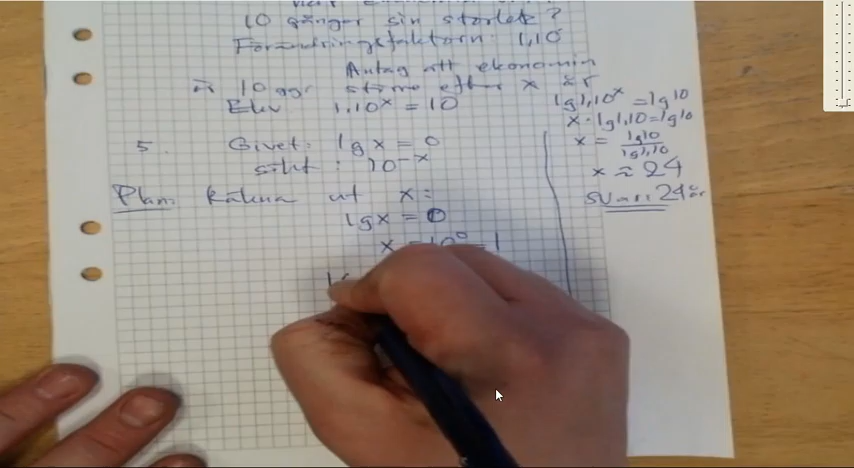 10 gånger sin storlek?
Förändringsfaktorn: 1,10
Antag att ekonomin
är 10 ggr större efter x år
Ekv 1,10^x = 10
lg1,10^x = lg10
x · lg1,10 = lg10
x = lg10 / lg1,10
x ≈ 24
Svar: 24 år
5. Givet: lg x = 0
sökt: 10^-x
Plan: Räkna ut x:
lgx = 0
x = 10^0 = 1